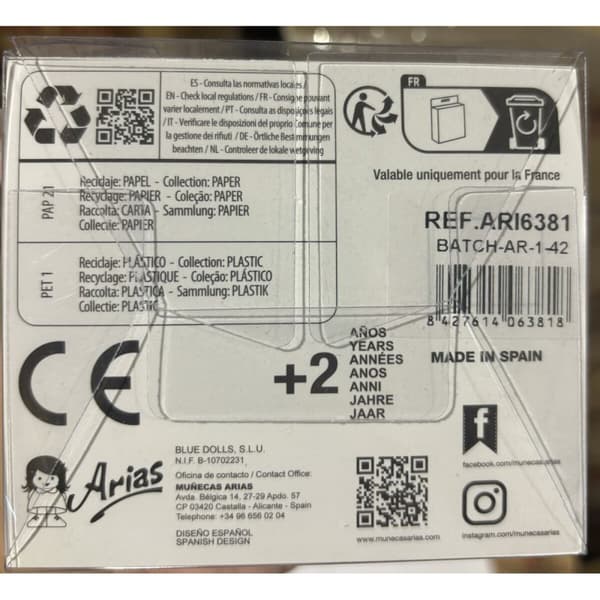 ES - Consulta las normativas locales /
EN - Check local regulations / FR - Consigne pouvant
varier localement / PT - Consulta as disposições legais
/ IT - Verificare le disposizioni del proprio Comune per
la gestione dei rifiuti / DE - Örtliche Bestimmungen
beachten / NL - Controleer de lokale wetgeving
PAP 21
Reciclaje: PAPEL - Collection: PAPER
Recyclage: PAPIER - Coleção: PAPER
Raccolta: CARTA - Sammlung: PAPIER
Collectie: PAPIER
PET 1
Reciclaje: PLÁSTICO - Collection: PLASTIC
Recyclage: PLASTIQUE - Coleção: PLÁSTICO
Raccolta: PLASTICA - Sammlung: PLASTIK
Collectie: PLASTIC
FR
Valable uniquement pour la France
REF.ARI6381
BATCH-AR-1-42
8 427614 063818
MADE IN SPAIN
CE
+2
AÑOS
YEARS
ANNÉES
ANOS
ANNI
JAHRE
JAAR
Arias
BLUE DOLLS, S.L.U.
N.I.F. B-10702231
Oficina de contacto / Contact Office:
MUÑECAS ARIAS
Avda. Bélgica 14, 27-29 Apdo. 57
CP 03420 Castalla - Alicante - Spain
Telephone: +34 96 656 02 04
DISEÑO ESPAÑOL
SPANISH DESIGN
www.munecasarias.com
facebook.com/muñecas.arias
instagram.com/munecasarias